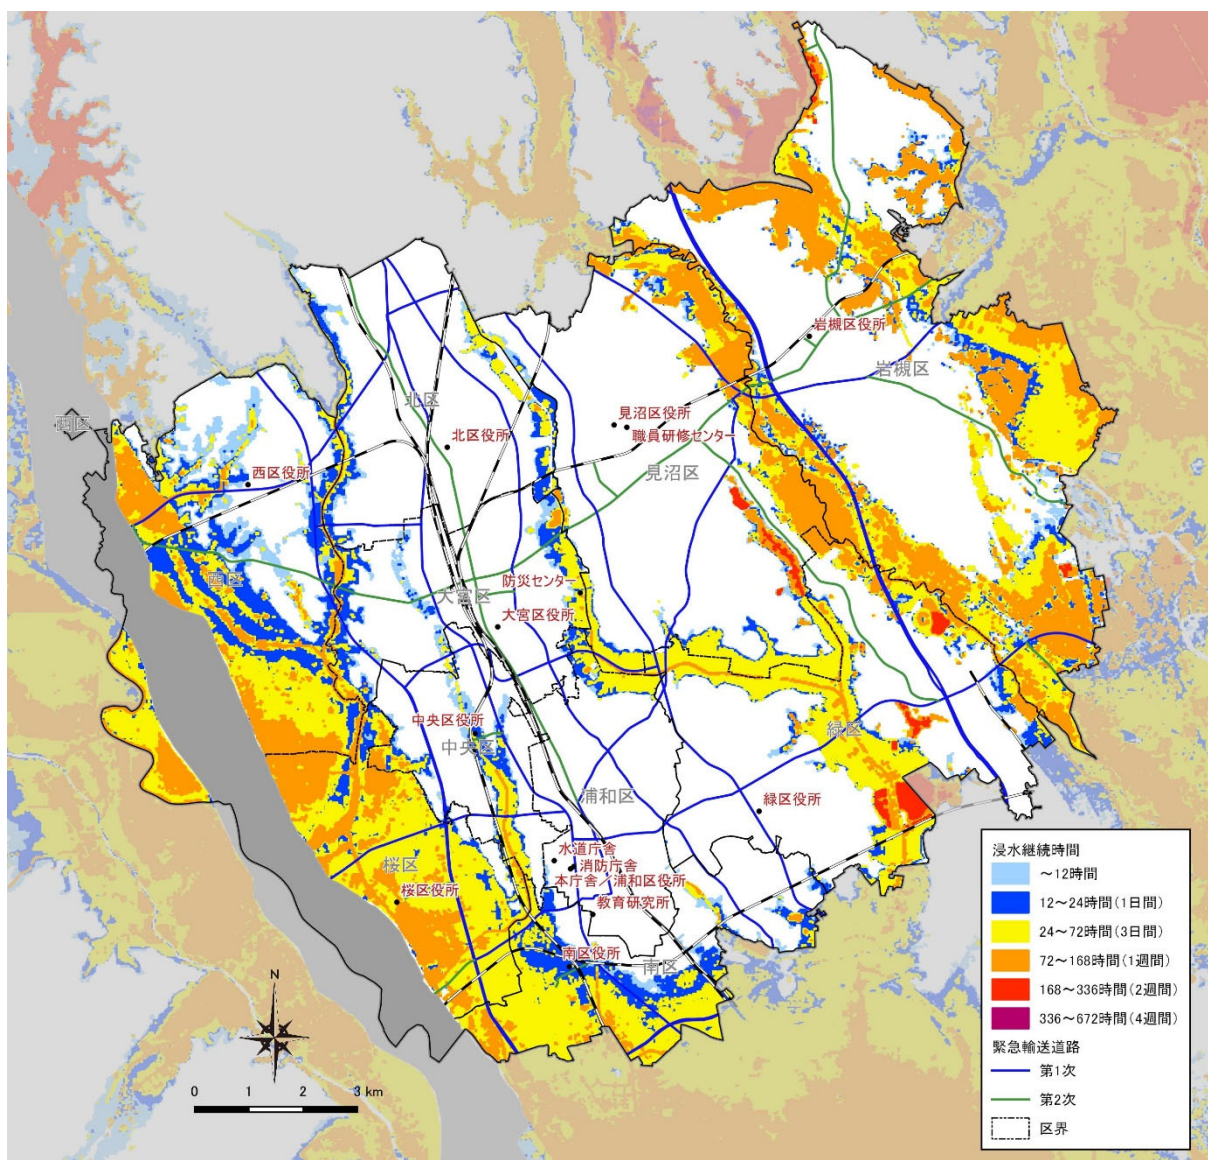 岩槻区役所
岩槻区
西区
北区
北区役所
見沼区役所
職員研修センター
見沼区
西区役所
西区
防災センター
大宮区
大宮区役所
中央区役所
中央区
緑区
浦和区
緑区役所
水道庁舎
消防庁舎
本庁舎／浦和区役所
桜区
桜区役所
教育研究所
南区役所
南区
N
0 1 2 3 km
浸水継続時間
～12時間
12～24時間(1日間)
24～72時間(3日間)
72～168時間(1週間)
168～336時間(2週間)
336～672時間(4週間)
緊急輸送道路
第1次
第2次
区界